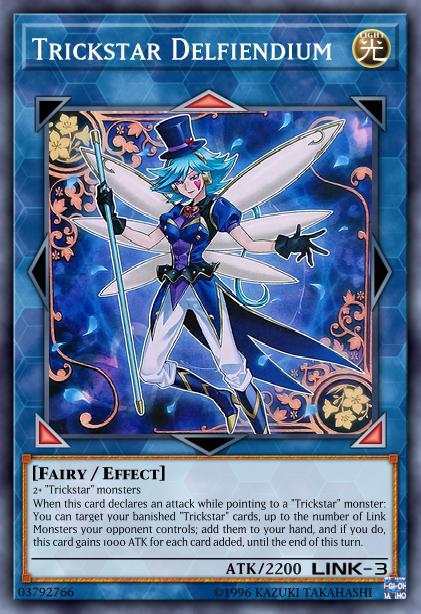 Trickstar Delfiendium
LIGHT
光
[Fairy / Effect]
2+ "Trickstar" monsters
When this card declares an attack while pointing to a "Trickstar" monster:
You can target your banished "Trickstar" cards, up to the number of Link
Monsters your opponent controls; add them to your hand, and if you do,
this card gains 1000 ATK for each card added, until the end of this turn.
ATK/2200 LINK-3
03792766 ©1996 KAZUKI TAKAHASHI